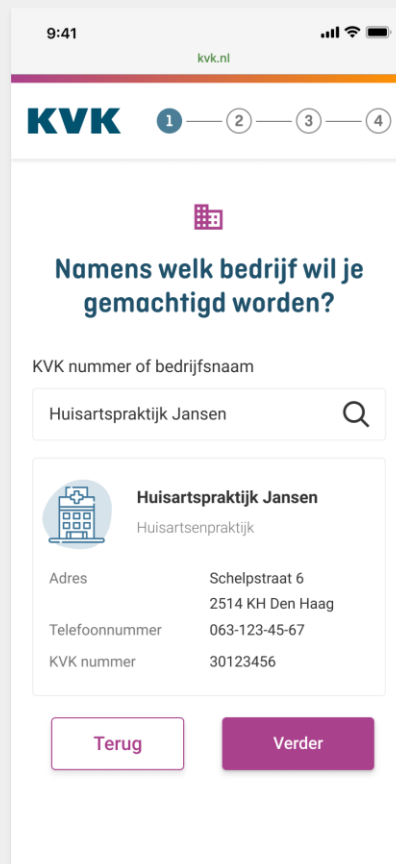 9:41
kvk.nl
KVK 1 2 3 4
Namens welk bedrijf wil je
gemachtigd worden?
KVK nummer of bedrijfsnaam
Huisartspraktijk Jansen
Huisartspraktijk Jansen
Huisartsenpraktijk
Adres Schelpstraat 6
2514 KH Den Haag
Telefoonnummer 063-123-45-67
KVK nummer 30123456
Terug Verder